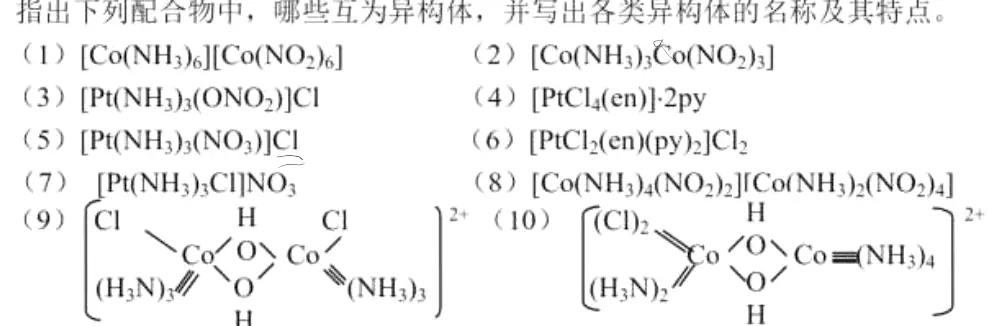 指出下列配合物中，哪些互为异构体，并写出各类异构体的名称及其特点。
（1）[Co(NH₃)₆][Co(NO₂)₆] （2）[Co(NH₃)₃Co(NO₂)₃]
（3）[Pt(NH₃)₃(ONO₂)]Cl （4）[PtCl₄(en)]·2py
（5）[Pt(NH₃)₃(NO₃)]Cl （6）[PtCl₂(en)(py)₂]Cl₂
（7） [Pt(NH₃)₃Cl]NO₃ （8）[Co(NH₃)₄(NO₂)₂][Co(NH₃)₂(NO₂)₄]
（9） Cl H Cl 2+ （10） (Cl)₂ H 2+
Co O Co Co O Co (NH₃)₄
(H₃N)₃ O (NH₃)₃ (H₃N)₂ O
H H